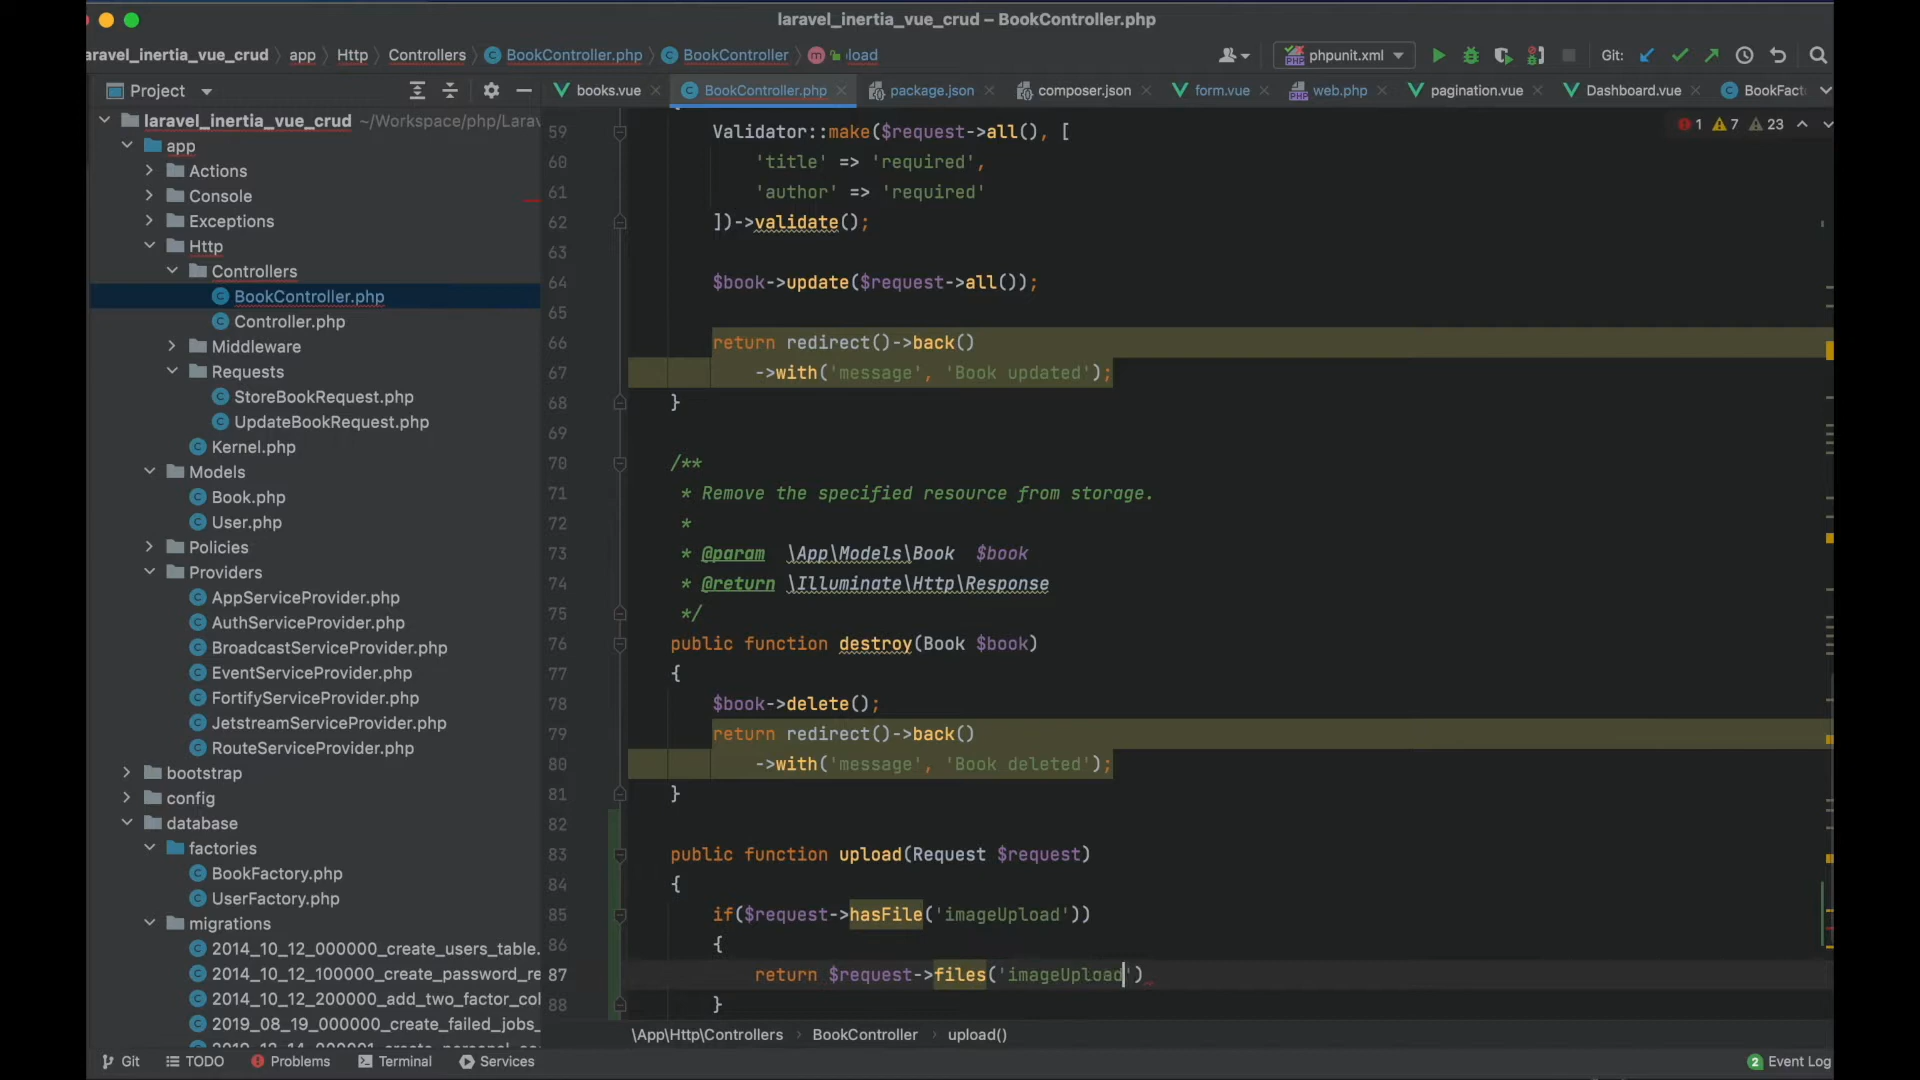 laravel_inertia_vue_crud – BookController.php
laravel_inertia_vue_crud app Http Controllers BookController.php BookController m load
phpunit.xml Git:
Project
books.vue BookController.php package.json composer.json form.vue web.php pagination.vue Dashboard.vue BookFact
laravel_inertia_vue_crud ~/Workspace/php/Larav
app
Actions
Console
Exceptions
Http
Controllers
BookController.php
Controller.php
Middleware
Requests
StoreBookRequest.php
UpdateBookRequest.php
Kernel.php
Models
Book.php
User.php
Policies
Providers
AppServiceProvider.php
AuthServiceProvider.php
BroadcastServiceProvider.php
EventServiceProvider.php
FortifyServiceProvider.php
JetstreamServiceProvider.php
RouteServiceProvider.php
bootstrap
config
database
factories
BookFactory.php
UserFactory.php
migrations
2014_10_12_000000_create_users_table.
2014_10_12_100000_create_password_re
2014_10_12_200000_add_two_factor_col
2019_08_19_000000_create_failed_jobs_
1 7 23
59 Validator::make($request->all(), [
60 'title' => 'required',
61 'author' => 'required'
62 ])->validate();
63
64 $book->update($request->all());
65
66 return redirect()->back()
67 ->with('message', 'Book updated');
68 }
69
70 /**
71 * Remove the specified resource from storage.
72 *
73 * @param \App\Models\Book $book
74 * @return \Illuminate\Http\Response
75 */
76 public function destroy(Book $book)
77 {
78 $book->delete();
79 return redirect()->back()
80 ->with('message', 'Book deleted');
81 }
82
83 public function upload(Request $request)
84 {
85 if($request->hasFile('imageUpload'))
86 {
87 return $request->files('imageUpload')
88 }
\App\Http\Controllers BookController upload()
Git TODO Problems Terminal Services 2 Event Log